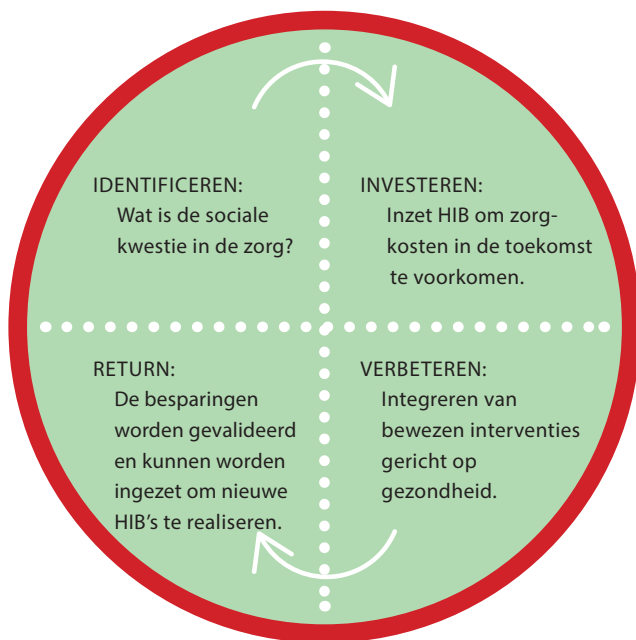 IDENTIFICEREN:
Wat is de sociale
kwestie in de zorg?
INVESTEREN:
Inzet HIB om zorg-
kosten in de toekomst
te voorkomen.
RETURN:
De besparingen
worden gevalideerd
en kunnen worden
ingezet om nieuwe
HIB's te realiseren.
VERBETEREN:
Integreren van
bewezen interventies
gericht op
gezondheid.